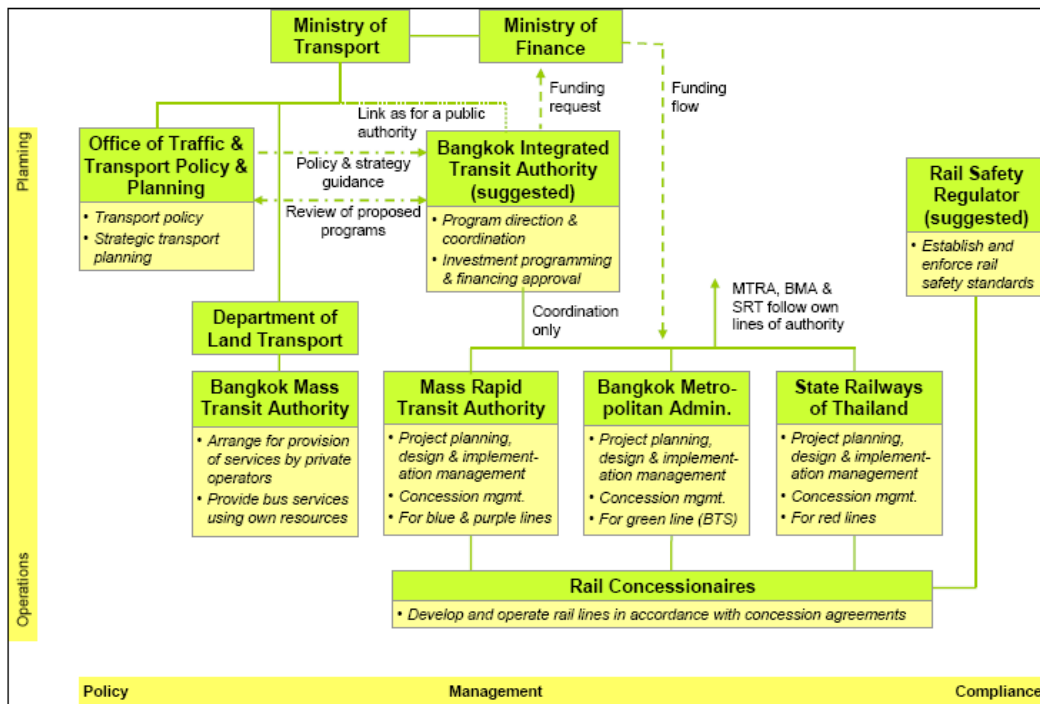 Ministry of
Transport
Ministry of
Finance
Funding
request
Funding
flow
Link as for a public
authority
Planning
Office of Traffic &
Transport Policy &
Planning
• Transport policy
• Strategic transport
planning
Policy & strategy
guidance
Review of proposed
programs
Bangkok Integrated
Transit Authority
(suggested)
• Program direction &
coordination
• Investment programming
& financing approval
Rail Safety
Regulator
(suggested)
• Establish and
enforce rail
safety standards
Coordination
only
MTRA, BMA &
SRT follow own
lines of authority
Department of
Land Transport
Bangkok Mass
Transit Authority
• Arrange for provision
of services by private
operators
• Provide bus services
using own resources
Mass Rapid
Transit Authority
• Project planning,
design & implement-
ation management
• Concession mgmt.
• For blue & purple lines
Bangkok Metro-
politan Admin.
• Project planning,
design & implement-
ation management
• Concession mgmt.
• For green line (BTS)
State Railways
of Thailand
• Project planning,
design & implement-
ation management
• Concession mgmt.
• For red lines
Operations
Rail Concessionaires
• Develop and operate rail lines in accordance with concession agreements
Policy
Management
Compliance